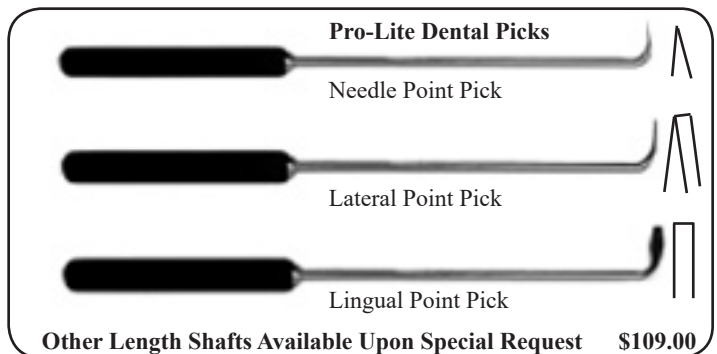 Pro-Lite Dental Picks
Needle Point Pick
Lateral Point Pick
Lingual Point Pick
Other Length Shafts Available Upon Special Request $109.00